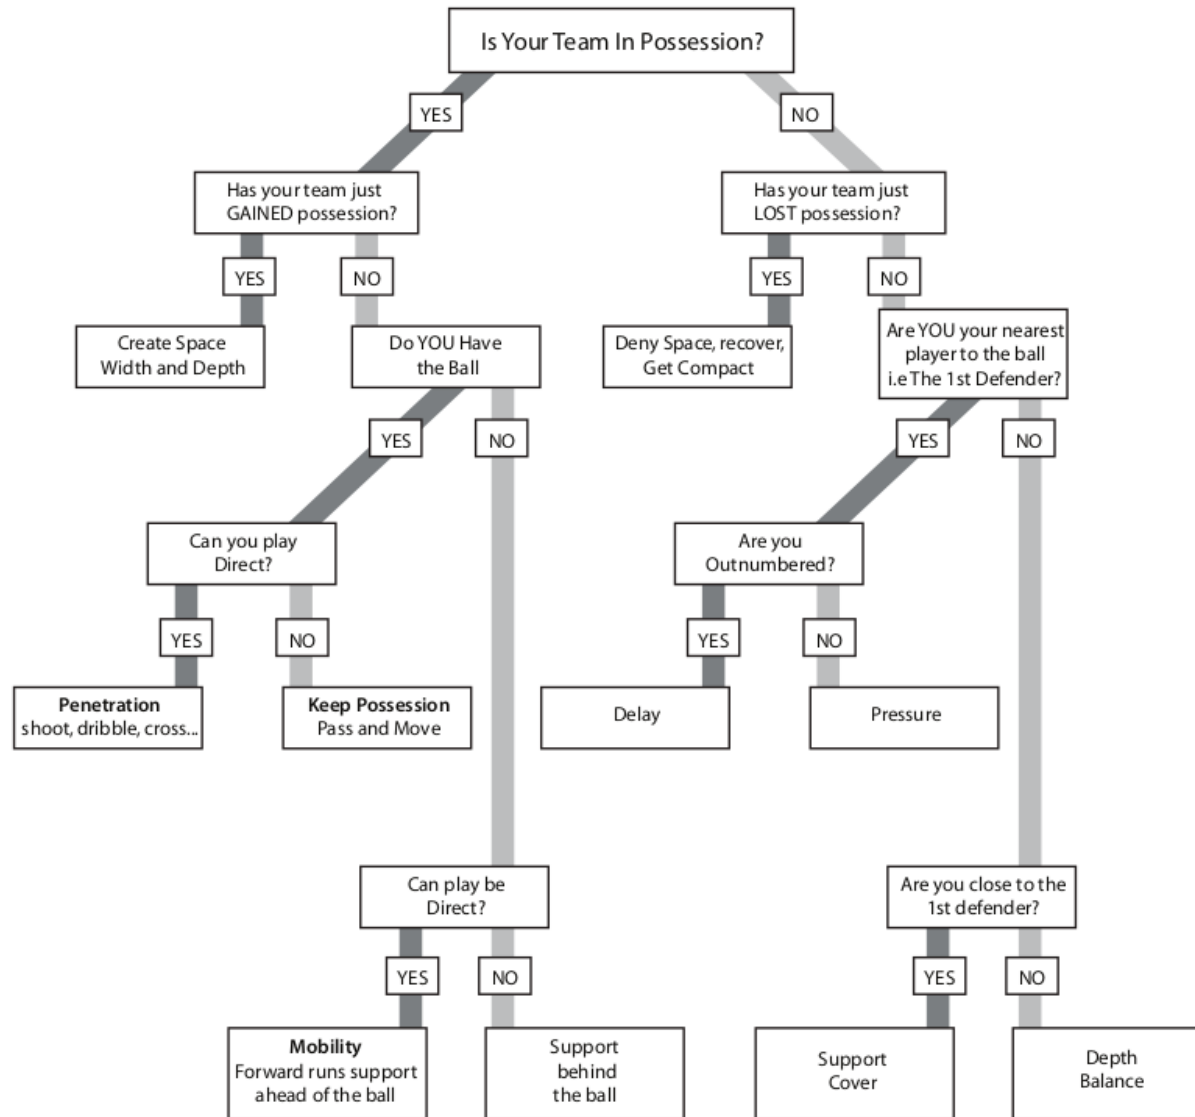 Is Your Team In Possession?
YES
NO
Has your team just
GAINED possession?
Has your team just
LOST possession?
YES
NO
YES
NO
Create Space
Width and Depth
Do YOU Have
the Ball
Deny Space, recover,
Get Compact
Are YOU your nearest
player to the ball
i.e The 1st Defender?
YES
NO
YES
NO
Can you play
Direct?
Are you
Outnumbered?
YES
NO
YES
NO
Penetration
shoot, dribble, cross...
Keep Possession
Pass and Move
Delay
Pressure
Can play be
Direct?
Are you close to the
1st defender?
YES
NO
YES
NO
Mobility
Forward runs support
ahead of the ball
Support
behind
the ball
Support
Cover
Depth
Balance